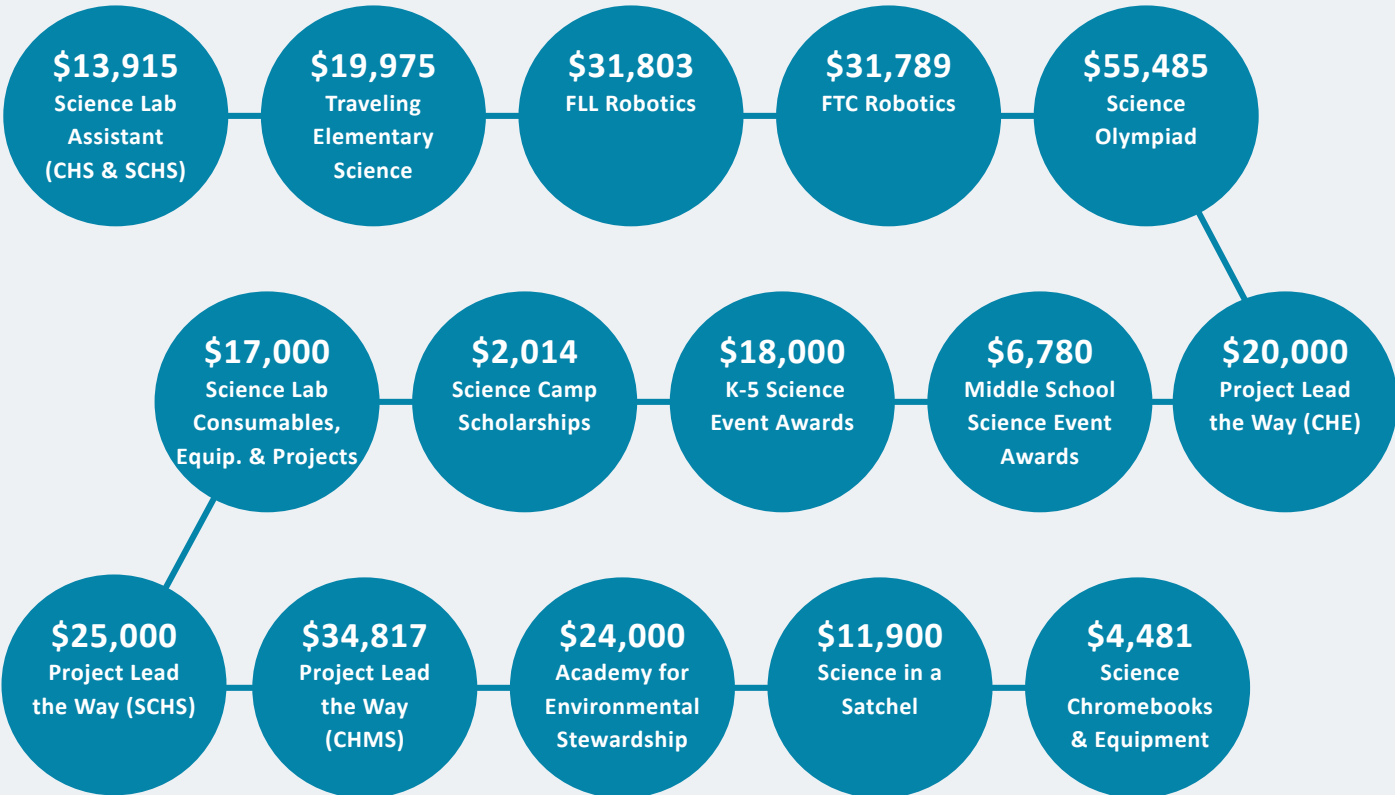 $13,915
Science Lab
Assistant
(CHS & SCHS)
$19,975
Traveling
Elementary
Science
$31,803
FLL Robotics
$31,789
FTC Robotics
$55,485
Science
Olympiad
$17,000
Science Lab
Consumables,
Equip. & Projects
$2,014
Science Camp
Scholarships
$18,000
K-5 Science
Event Awards
$6,780
Middle School
Science Event
Awards
$20,000
Project Lead
the Way (CHE)
$25,000
Project Lead
the Way (SCHS)
$34,817
Project Lead
the Way
(CHMS)
$24,000
Academy for
Environmental
Stewardship
$11,900
Science in a
Satchel
$4,481
Science
Chromebooks
& Equipment